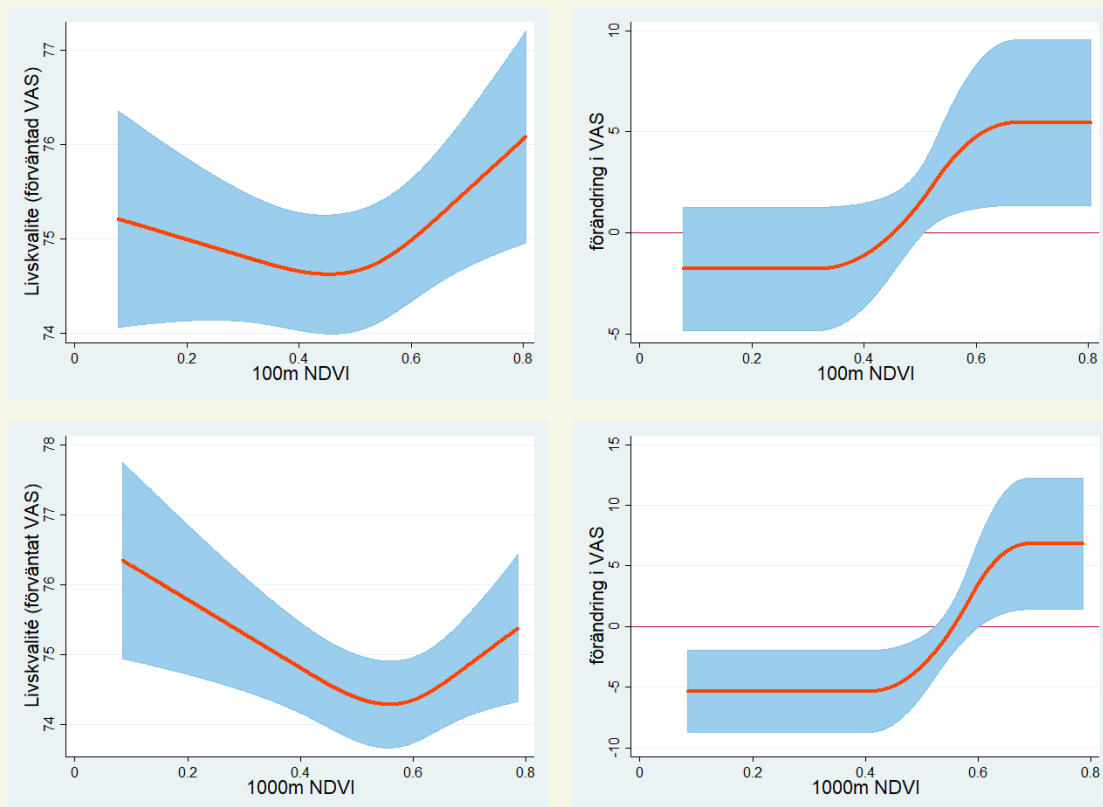 Livskvalite (förväntad VAS)
77
76
75
74
0 0.2 0.4 0.6 0.8
100m NDVI
förändring i VAS
10
5
0
-5
0 0.2 0.4 0.6 0.8
100m NDVI
Livskvalité (förväntat VAS)
78
77
76
75
74
0 0.2 0.4 0.6 0.8
1000m NDVI
förändring i VAS
15
10
5
0
-5
-10
0 0.2 0.4 0.6 0.8
1000m NDVI